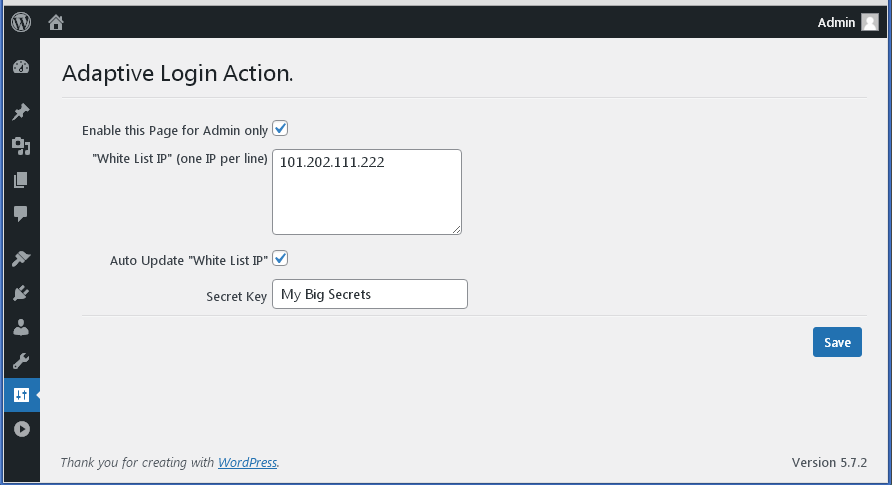 Admin
Adaptive Login Action.
Enable this Page for Admin only
"White List IP" (one IP per line)
101.202.111.222
Auto Update "White List IP"
Secret Key
My Big Secrets
Save
Thank you for creating with WordPress.
Version 5.7.2